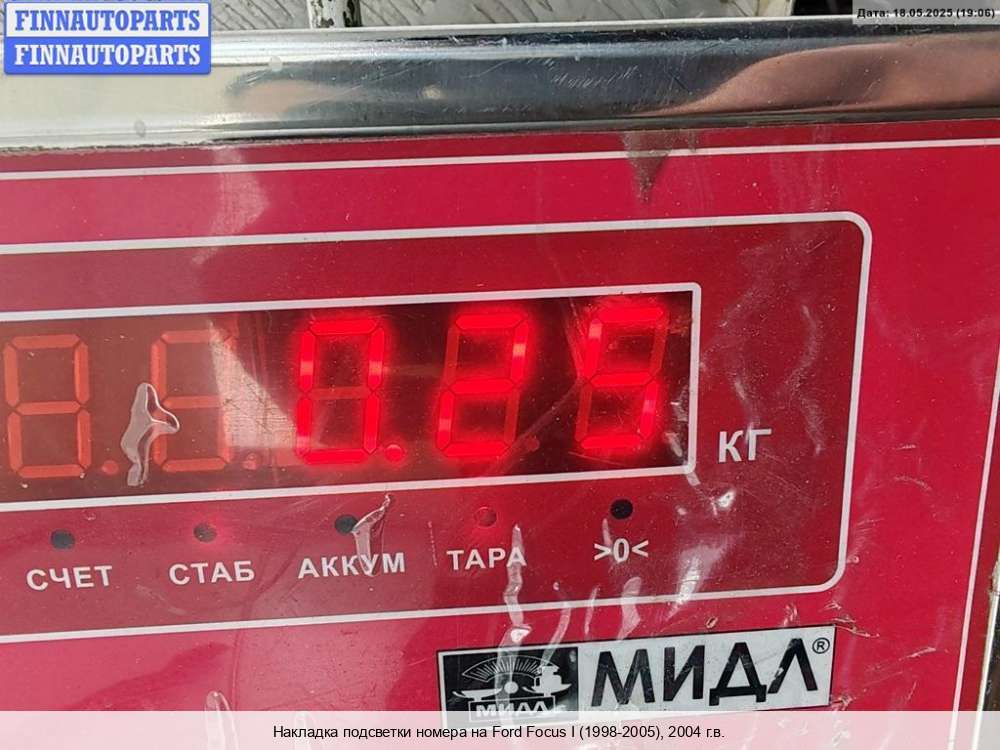 FINNAUTOPARTS
FINNAUTOPARTS
Дата: 18.05.2025 (19:06)
0.26
КГ
СЧЕТ СТАБ АККУМ ТАРА >0<
МИДЛ МИДЛ®
Накладка подсветки номера на Ford Focus I (1998-2005), 2004 г.в.